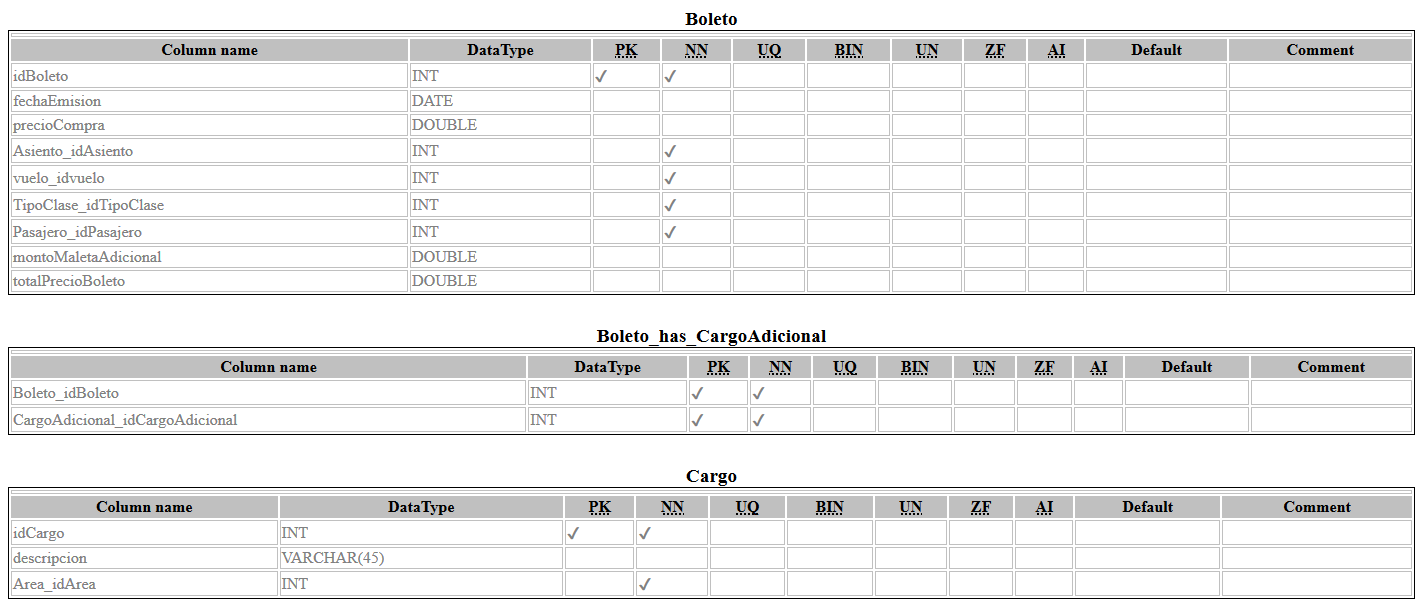 Boleto
Column name DataType PK NN UQ BIN UN ZF AI Default Comment
idBoleto INT ✓ ✓
fechaEmision DATE
precioCompra DOUBLE
Asiento_idAsiento INT ✓
vuelo_idvuelo INT ✓
TipoClase_idTipoClase INT ✓
Pasajero_idPasajero INT ✓
montoMaletaAdicional DOUBLE
totalPrecioBoleto DOUBLE
Boleto_has_CargoAdicional
Column name DataType PK NN UQ BIN UN ZF AI Default Comment
Boleto_idBoleto INT ✓ ✓
CargoAdicional_idCargoAdicional INT ✓ ✓
Cargo
Column name DataType PK NN UQ BIN UN ZF AI Default Comment
idCargo INT ✓ ✓
descripcion VARCHAR(45)
Area_idArea INT ✓